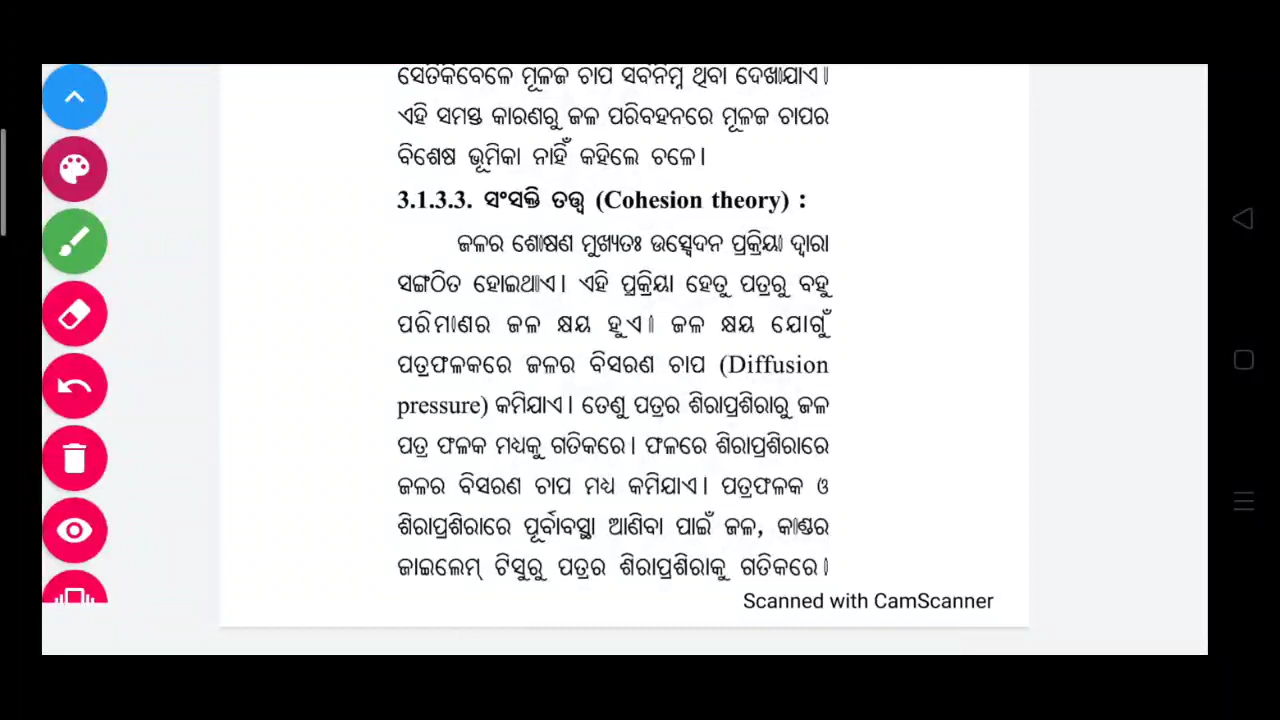 ସେତିକିବେଳେ ମୂଳଜ ଚାପ ସର୍ବନିମ୍ନ ଥିବା ଦେଖାଯାଏ ।
ଏହି ସମସ୍ତ କାରଣରୁ ଜଳ ପରିବହନରେ ମୂଳଜ ଚାପର
ବିଶେଷ ଭୂମିକା ନାହିଁ କହିଲେ ଚଳେ ।
3.1.3.3. ସଂସକ୍ତି ତତ୍ତ୍ୱ (Cohesion theory) :
ଜଳର ଶୋଷଣ ମୁଖ୍ୟତଃ ଉତ୍ସ୍ୱେଦନ ପ୍ରକ୍ରିୟା ଦ୍ୱାରା
ସଙ୍ଗଠିତ ହୋଇଥାଏ । ଏହି ପ୍ରକ୍ରିୟା ହେତୁ ପତ୍ରରୁ ବହୁ
ପରିମାଣର ଜଳ କ୍ଷୟ ହୁଏ । ଜଳ କ୍ଷୟ ଯୋଗୁଁ
ପତ୍ରଫଳକରେ ଜଳର ବିସରଣ ଚାପ (Diffusion
pressure) କମିଯାଏ । ତେଣୁ ପତ୍ରର ଶିରାପ୍ରଶିରାରୁ ଜଳ
ପତ୍ର ଫଳକ ମଧ୍ୟକୁ ଗତିକରେ । ଫଳରେ ଶିରାପ୍ରଶିରାରେ
ଜଳର ବିସରଣ ଚାପ ମଧ୍ୟ କମିଯାଏ । ପତ୍ରଫଳକ ଓ
ଶିରାପ୍ରଶିରାରେ ପୂର୍ବାବସ୍ଥା ଆଣିବା ପାଇଁ ଜଳ, କାଣ୍ଡର
ଜାଇଲେମ୍ ଟିସୁରୁ ପତ୍ରର ଶିରାପ୍ରଶିରାକୁ ଗତିକରେ ।
Scanned with CamScanner